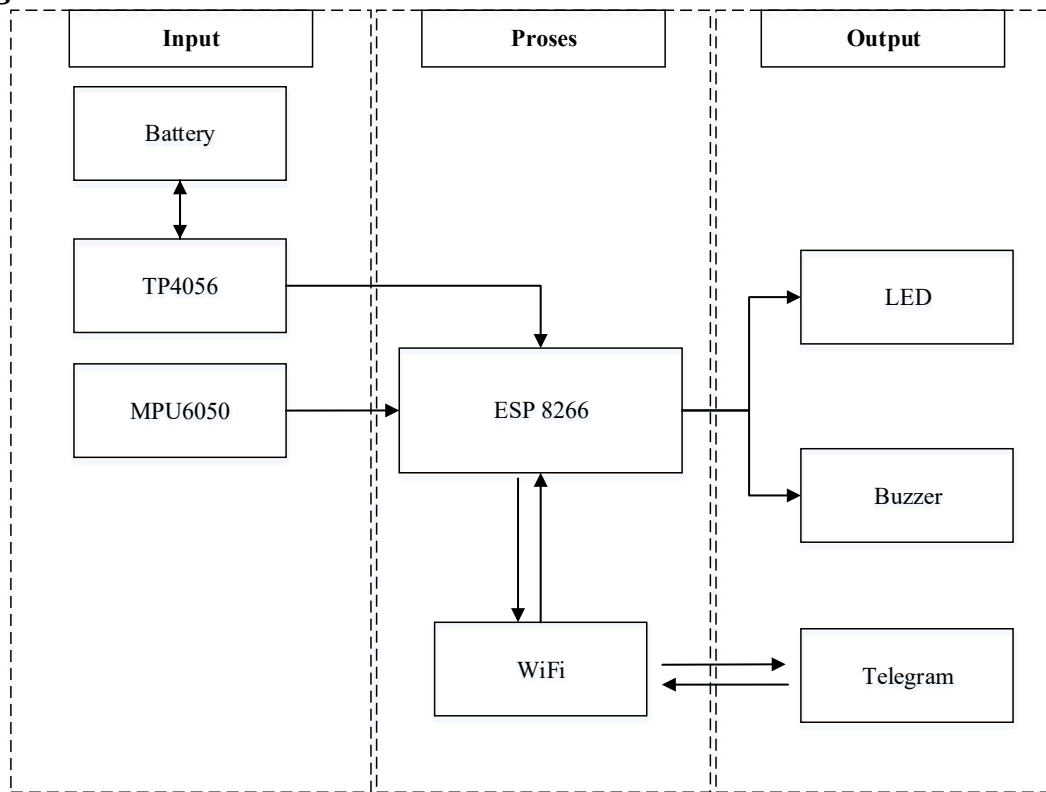 Input
Proses
Output
Battery
TP4056
LED
MPU6050
ESP 8266
Buzzer
WiFi
Telegram